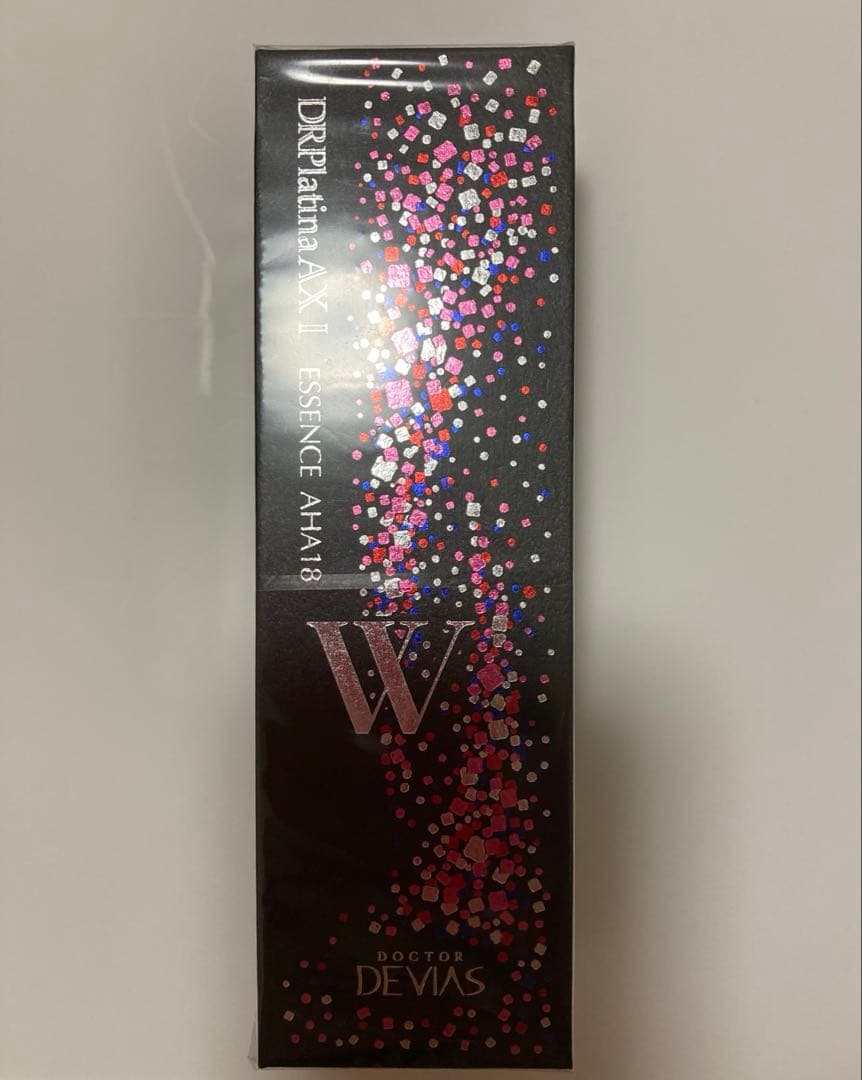 DRPlatina AX Ⅱ ESSENCE AHA18
W
DOCTOR
DEVIAS